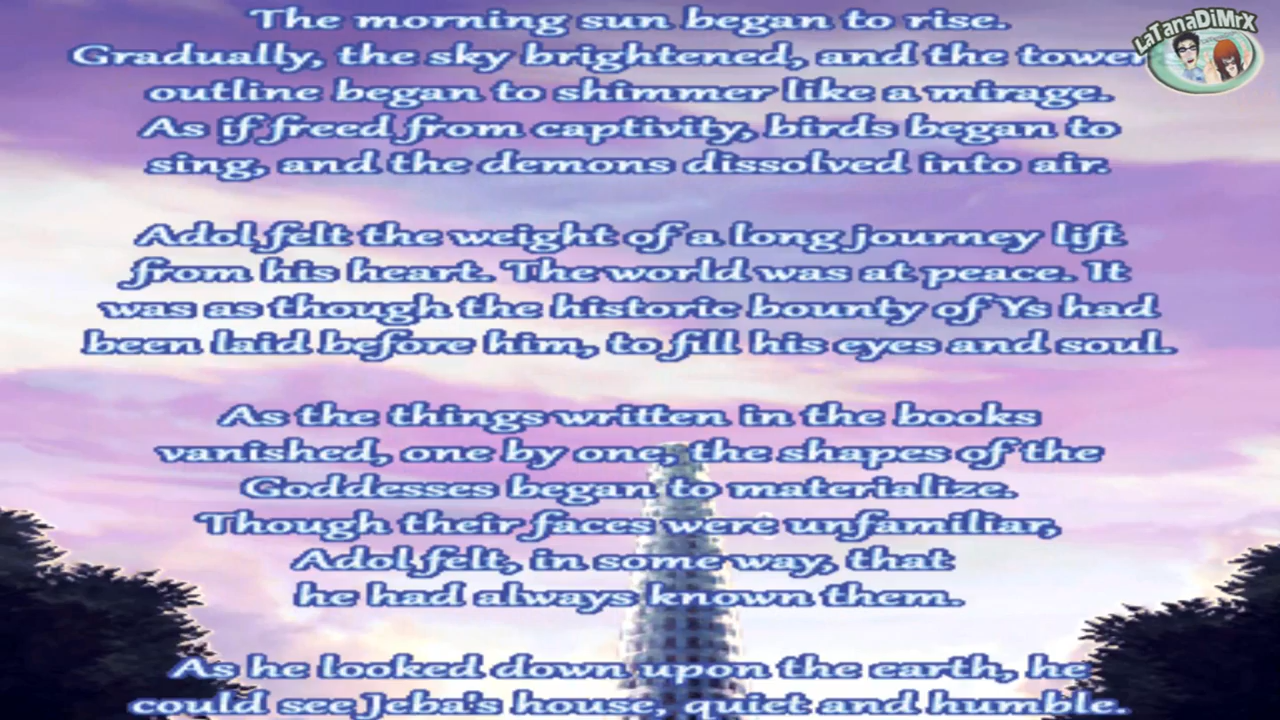 The morning sun began to rise.
LaTanaDiMrX
Gradually, the sky brightened, and the tower's
outline began to shimmer like a mirage.
As if freed from captivity, birds began to
sing, and the demons dissolved into air.
Adol felt the weight of a long journey lift
from his heart. The world was at peace. It
was as though the historic bounty of Ys had
been laid before him, to fill his eyes and soul.
As the things written in the books
vanished, one by one, the shapes of the
Goddesses began to materialize.
Though their faces were unfamiliar,
Adol felt, in some way, that
he had always known them.
As he looked down upon the earth, he
could see Jeba's house, quiet and humble.